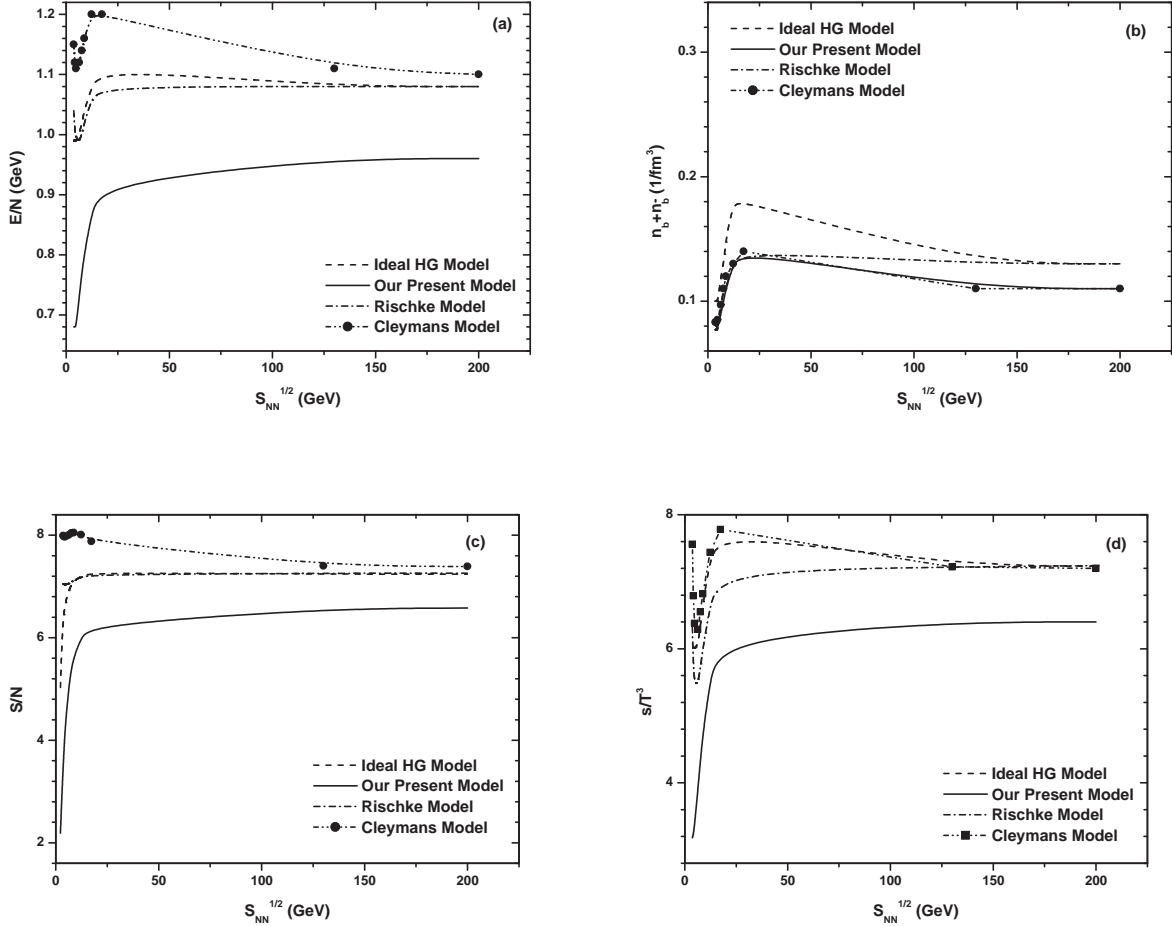 (a)
1.2
1.1
1.0
0.9
0.8
0.7
E/N (GeV)
Ideal HG Model
Our Present Model
Rischke Model
Cleymans Model
0 50 100 150 200
S_NN^1/2 (GeV)
(b)
0.3
0.2
0.1
n_b+n_b̄ (1/fm^3)
Ideal HG Model
Our Present Model
Rischke Model
Cleymans Model
0 50 100 150 200
S_NN^1/2 (GeV)
(c)
8
6
4
2
S/N
Ideal HG Model
Our Present Model
Rischke Model
Cleymans Model
0 50 100 150 200
S_NN^1/2 (GeV)
(d)
8
6
4
s/T^3
Ideal HG Model
Our Present Model
Rischke Model
Cleymans Model
0 50 100 150 200
S_NN^1/2 (GeV)